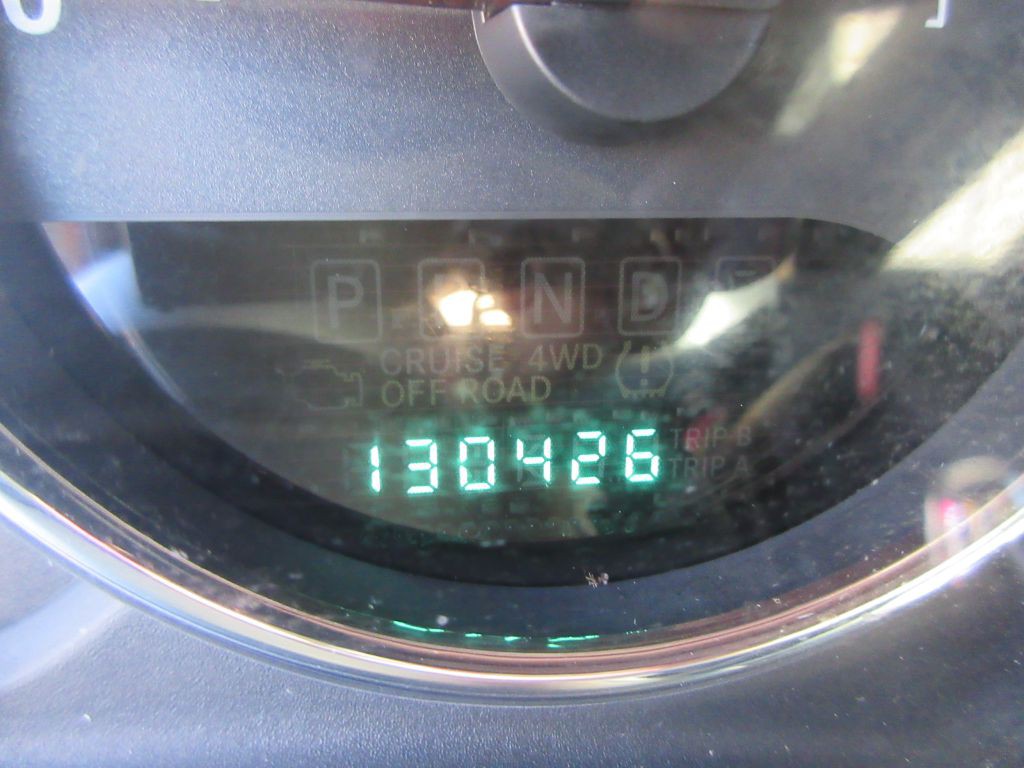 P N D
CRUISE 4WD
OFF ROAD
130426
TRIP B
TRIP A